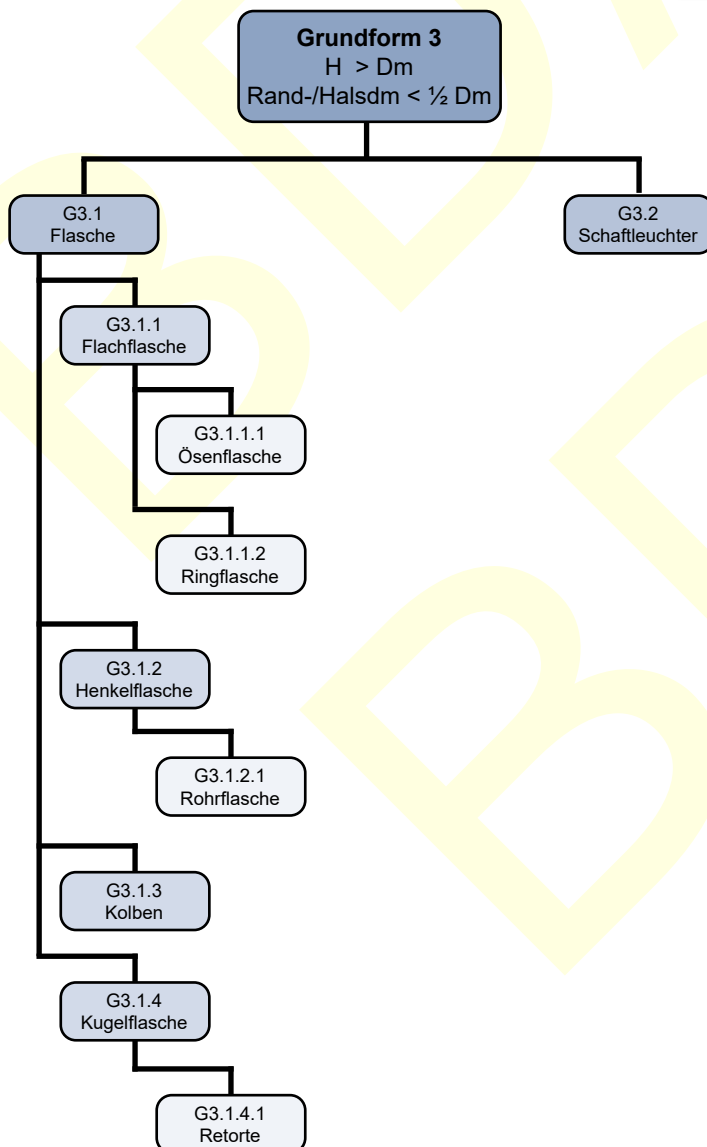 Grundform 3
H > Dm
Rand-/Halsdm < ½ Dm
G3.1
Flasche
G3.2
Schaftleuchter
G3.1.1
Flachflasche
G3.1.1.1
Ösenflasche
G3.1.1.2
Ringflasche
G3.1.2
Henkelflasche
G3.1.2.1
Rohrflasche
G3.1.3
Kolben
G3.1.4
Kugelflasche
G3.1.4.1
Retorte